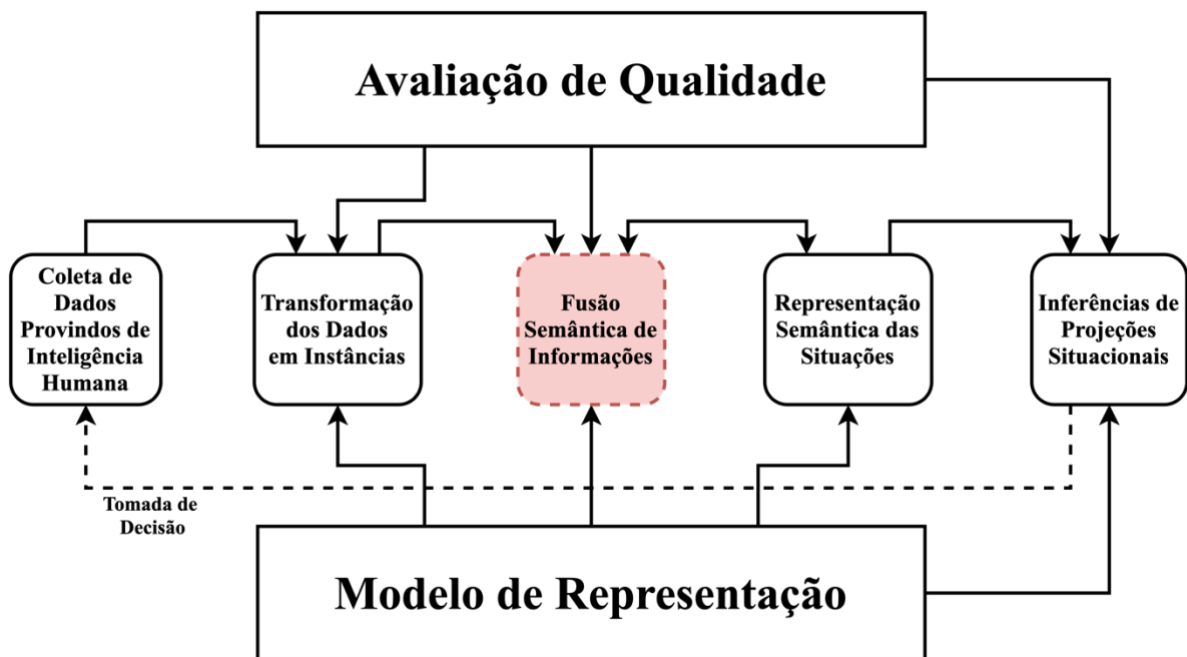 Avaliação de Qualidade
Coleta de
Dados
Provindos de
Inteligência
Humana
Transformação
dos Dados
em Instâncias
Fusão
Semântica de
Informações
Representação
Semântica das
Situações
Inferências de
Projeções
Situacionais
Tomada de
Decisão
Modelo de Representação